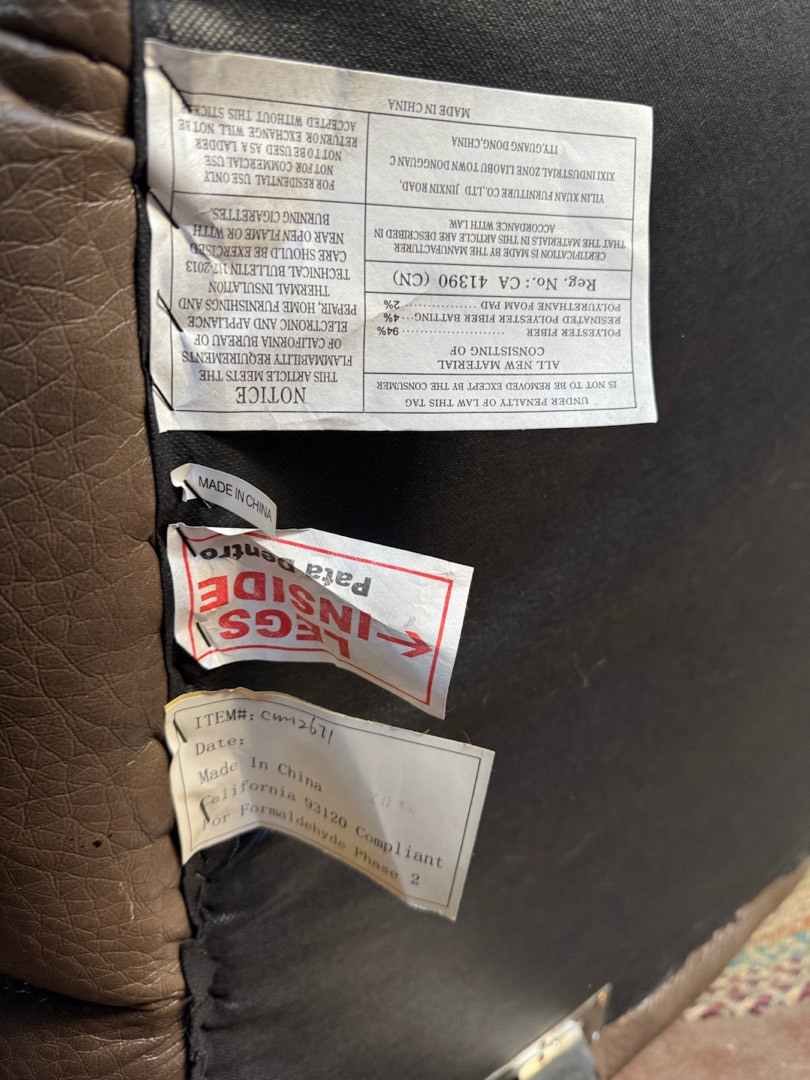 UNDER PENALTY OF LAW THIS TAG
IS NOT TO BE REMOVED EXCEPT BY THE CONSUMER
ALL NEW MATERIAL
CONSISTING OF
POLYESTER FIBER ························ 94%
RESINATED POLYESTER FIBER BATTING···4%
POLYURETHANE FOAM PAD ················ 2%
Reg. No.: CA 41390 (CN)
CERTIFICATION IS MADE BY THE MANUFACTURER
THAT THE MATERIALS IN THIS ARTICLE ARE DESCRIBED IN
ACCORDANCE WITH LAW
YILIN XUAN FURNITURE CO.,LTD JINXIN ROAD,
XIXI INDUSTRIAL ZONE LIAOBU TOWN DONGGUAN C
ITY.GUANG DONG,CHINA
NOTICE
THIS ARTICLE MEETS THE
FLAMMABILITY REQUIREMENTS
OF CALIFORNIA BUREAU OF
ELECTRONIC AND APPLIANCE
REPAIR, HOME FURNISHINGS AND
THERMAL INSULATION
TECHNICAL BULLETIN 117-2013
CARE SHOULD BE EXERCISED
NEAR OPEN FLAME OR WITH
BURNING CIGARETTES.
FOR RESIDENTIAL USE ONLY
NOT FOR COMMERCIAL USE
NOT TO BE USED AS A LADDER
RETURN OR EXCHANGE WILL NOT BE
ACCEPTED WITHOUT THIS STICKER
MADE IN CHINA
MADE IN CHINA
LEGS
INSIDE
Pata Dentro
ITEM#: cm2671
Date:
Made In China
California 93120 Compliant
For Formaldehyde Phase 2